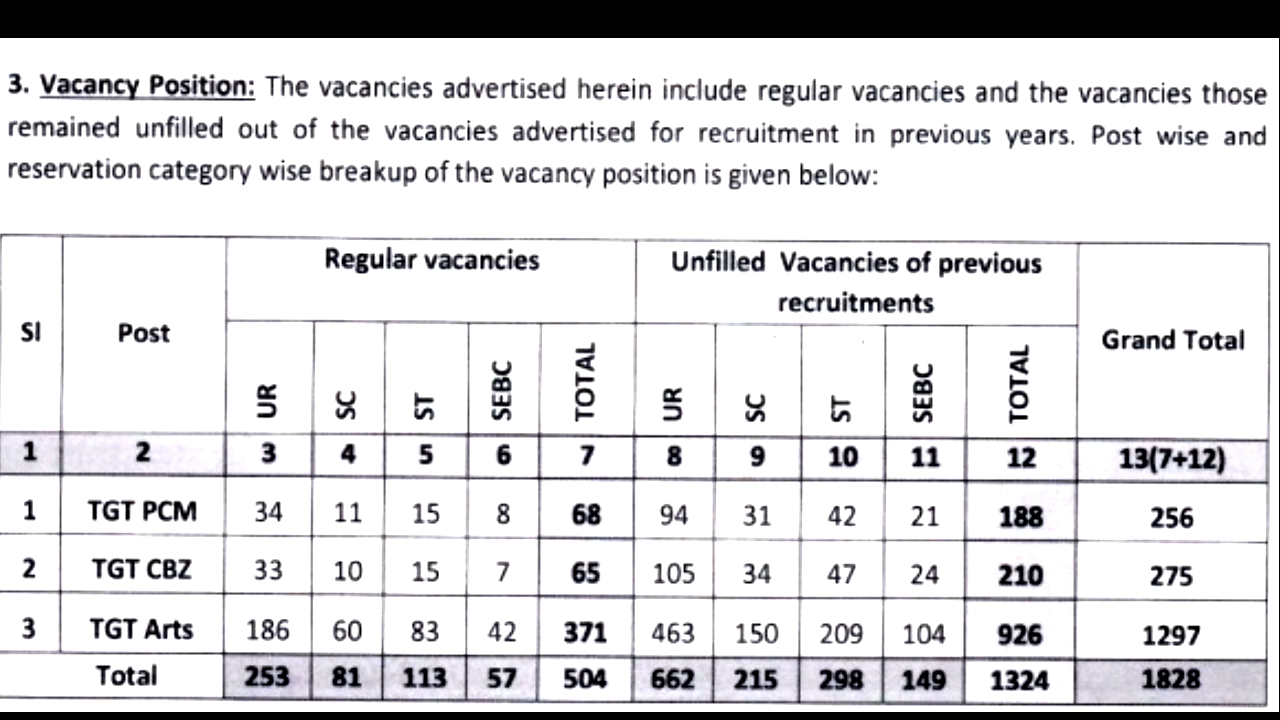 3. Vacancy Position: The vacancies advertised herein include regular vacancies and the vacancies those
remained unfilled out of the vacancies advertised for recruitment in previous years. Post wise and
reservation category wise breakup of the vacancy position is given below:
Sl Post Regular vacancies Unfilled Vacancies of previous
recruitments Grand Total
UR SC ST SEBC TOTAL UR SC ST SEBC TOTAL
1 2 3 4 5 6 7 8 9 10 11 12 13(7+12)
1 TGT PCM 34 11 15 8 68 94 31 42 21 188 256
2 TGT CBZ 33 10 15 7 65 105 34 47 24 210 275
3 TGT Arts 186 60 83 42 371 463 150 209 104 926 1297
Total 253 81 113 57 504 662 215 298 149 1324 1828